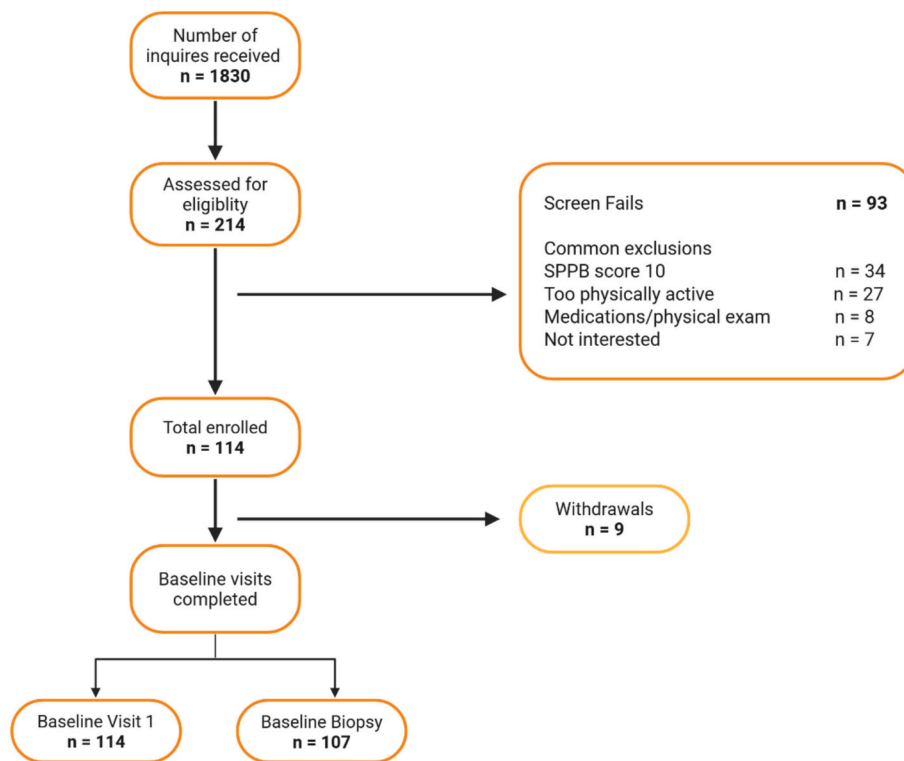 Number of
inquires received
n = 1830
Assessed for
eligiblity
n = 214
Screen Fails n = 93
Common exclusions
SPPB score 10 n = 34
Too physically active n = 27
Medications/physical exam n = 8
Not interested n = 7
Total enrolled
n = 114
Withdrawals
n = 9
Baseline visits
completed
Baseline Visit 1
n = 114
Baseline Biopsy
n = 107